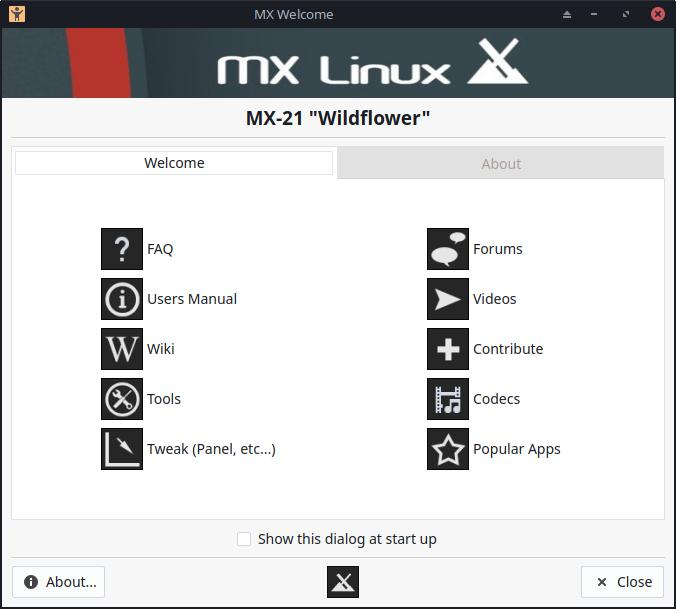 MX Welcome
MX Linux
MX-21 "Wildflower"
Welcome
About
FAQ
Forums
Users Manual
Videos
W
Wiki
Contribute
Tools
Codecs
Tweak (Panel, etc...)
Popular Apps
Show this dialog at start up
About...
Close